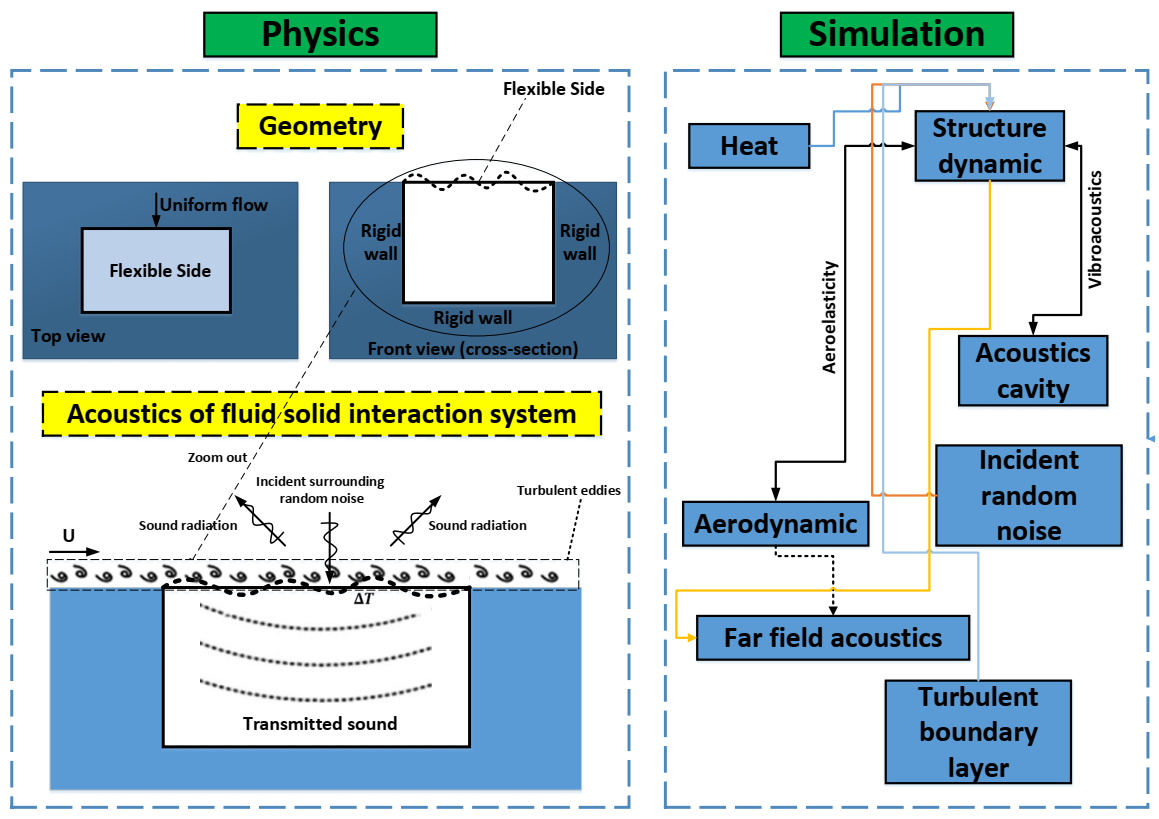 Physics
Geometry
Flexible Side
Uniform flow
Flexible Side
Top view
Rigid
wall
Rigid
wall
Rigid wall
Front view (cross-section)
Acoustics of fluid solid interaction system
Zoom out
Incident surrounding
random noise
Turbulent eddies
Sound radiation
Sound radiation
U
ΔT
Transmitted sound
Simulation
Heat
Structure
dynamic
Aeroelasticity
Vibroacoustics
Acoustics
cavity
Incident
random
noise
Aerodynamic
Far field acoustics
Turbulent
boundary
layer